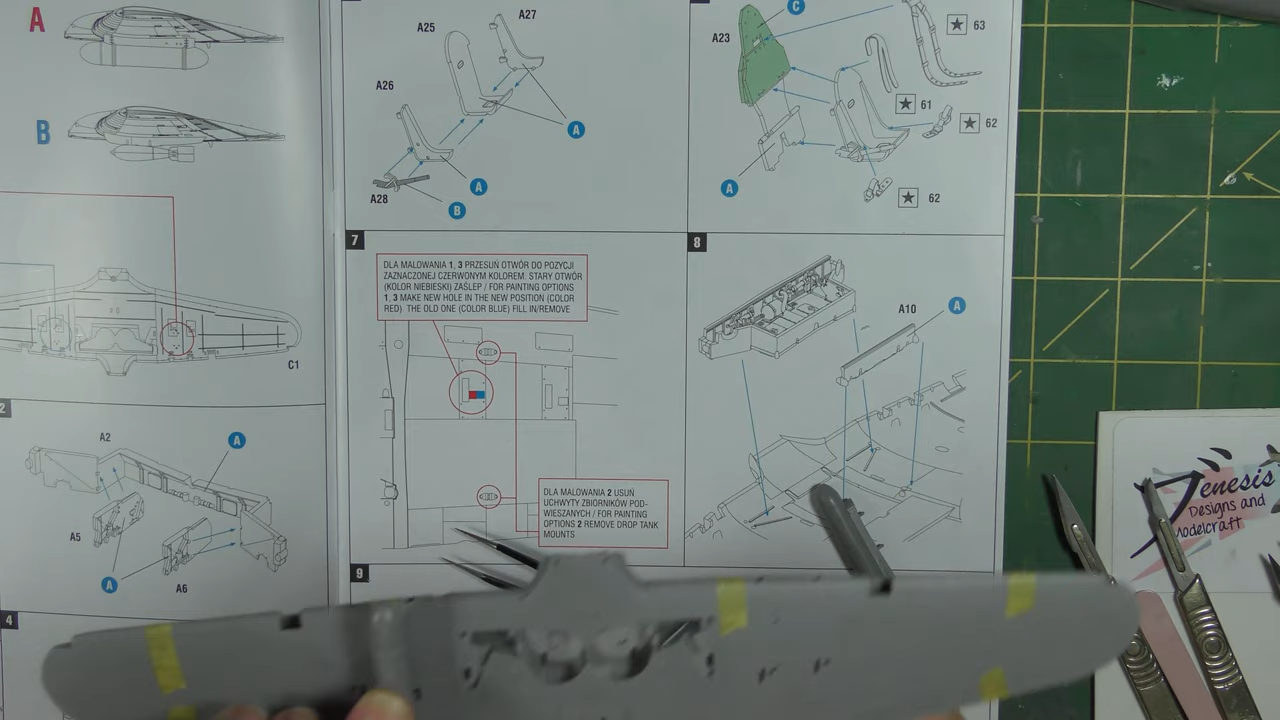 A
B
C1
2
A2
A
A5
A6
A
4
A25
A27
A26
A
A28
A
B
A23
C
63
61
62
A
62
7
DLA MALOWANIA 1, 3 PRZESUŃ OTWÓR DO POZYCJI
ZAZNACZONEJ CZERWONYM KOLOREM. STARY OTWÓR
(KOLOR NIEBIESKI) ZAŚLEP / FOR PAINTING OPTIONS
1, 3 MAKE NEW HOLE IN THE NEW POSITION (COLOR
RED) THE OLD ONE (COLOR BLUE) FILL IN/REMOVE
DLA MALOWANIA 2 USUŃ
UCHWYTY ZBIORNIKÓW POD-
WIESZANYCH / FOR PAINTING
OPTIONS 2 REMOVE DROP TANK
MOUNTS
8
A10
A
9
Genesis
Designs and
Modelcraft